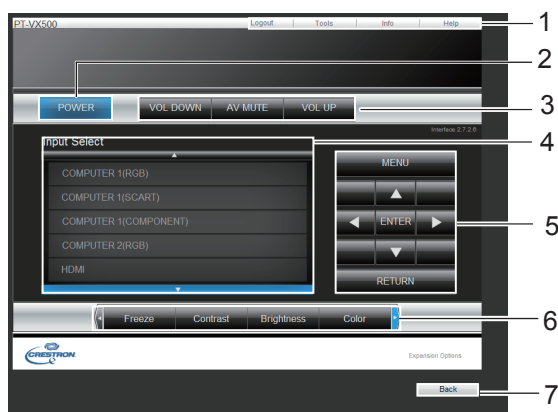 PT-VX500 Logout Tools Info Help 1
2
POWER VOL DOWN AV MUTE VOL UP 3
Interface 2.7.2.6
Input Select 4
COMPUTER 1(RGB)
COMPUTER 1(SCART)
COMPUTER 1(COMPONENT)
COMPUTER 2(RGB)
HDMI
MENU
ENTER 5
RETURN
Freeze Contrast Brightness Color 6
CRESTRON Expansion Options
Back 7